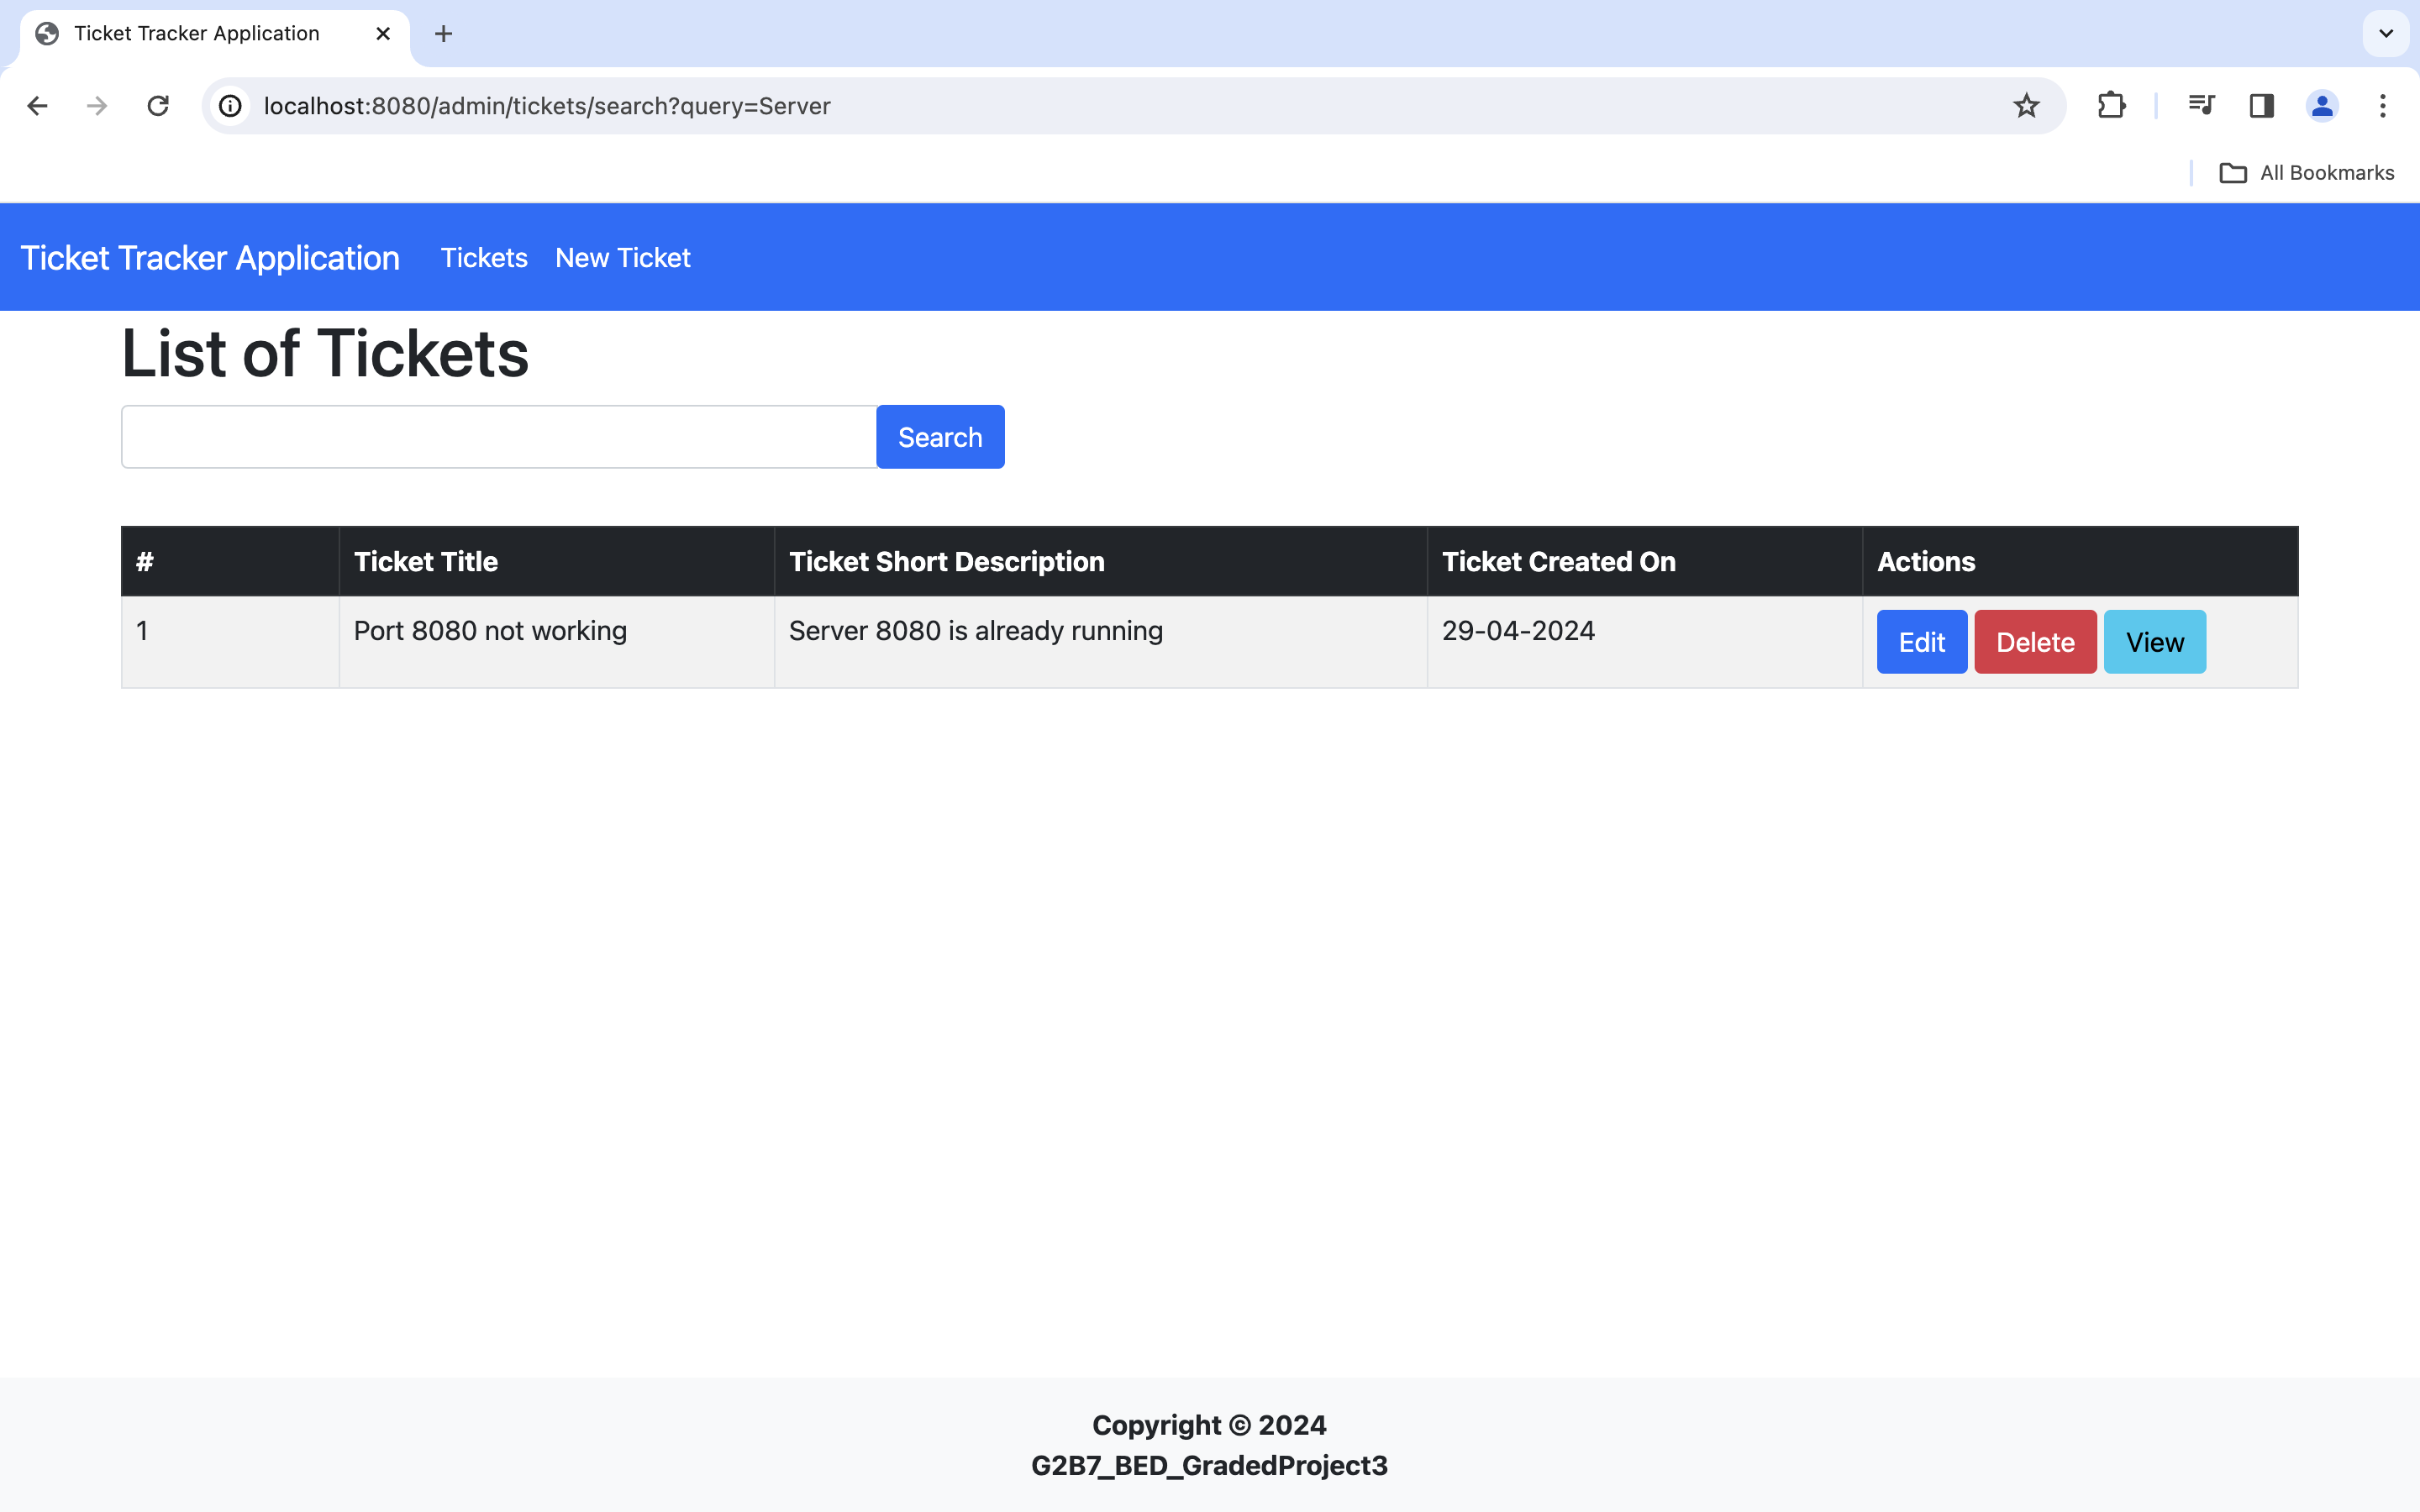 Ticket Tracker Application
localhost:8080/admin/tickets/search?query=Server
All Bookmarks
Ticket Tracker Application Tickets New Ticket
List of Tickets
Search
# Ticket Title Ticket Short Description Ticket Created On Actions
1 Port 8080 not working Server 8080 is already running 29-04-2024 Edit Delete View
Copyright © 2024
G2B7_BED_GradedProject3